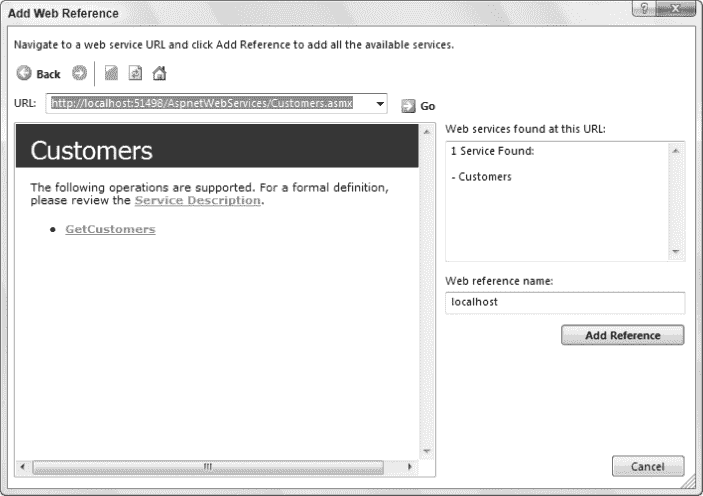 Add Web Reference
Navigate to a web service URL and click Add Reference to add all the available services.
Back
URL: http://localhost:51498/AspnetWebServices/Customers.asmx Go
Customers
The following operations are supported. For a formal definition,
please review the Service Description.
• GetCustomers
Web services found at this URL:
1 Service Found:
- Customers
Web reference name:
localhost
Add Reference
Cancel